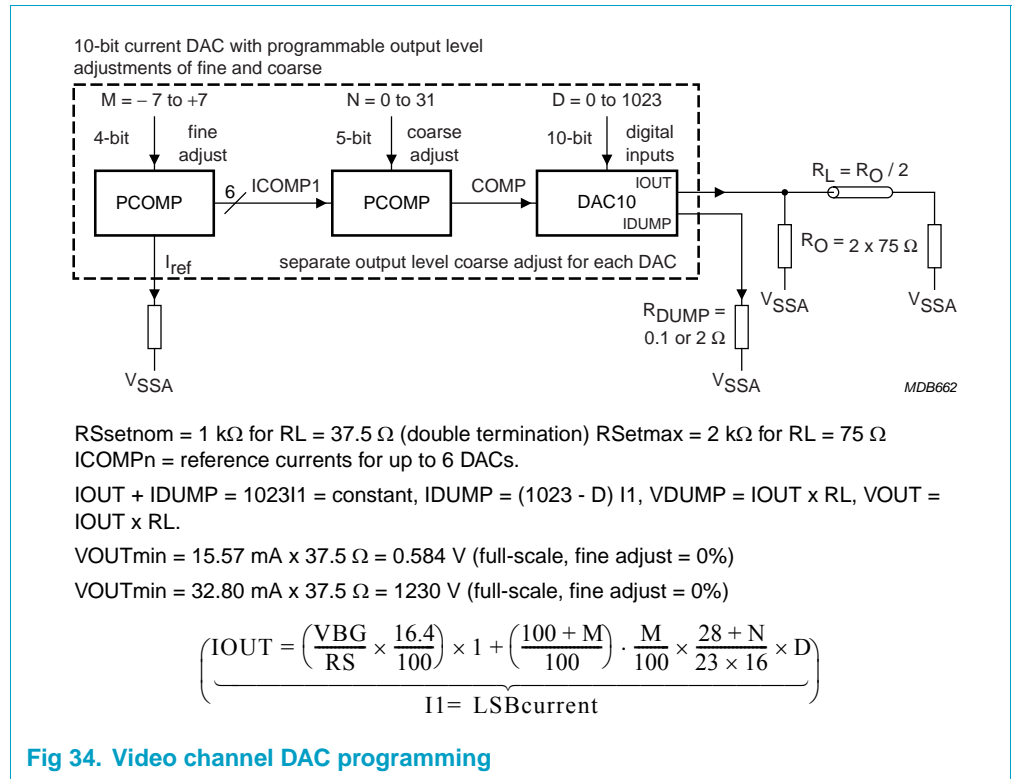 10-bit current DAC with programmable output level
adjustments of fine and coarse
M = – 7 to +7
N = 0 to 31
D = 0 to 1023
4-bit
fine
adjust
5-bit
coarse
adjust
10-bit
digital
inputs
PCOMP
6
ICOMP1
PCOMP
COMP
IOUT
DAC10
IDUMP
RL = RO / 2
RO = 2 x 75 Ω
Iref
separate output level coarse adjust for each DAC
VSSA
VSSA
RDUMP =
0.1 or 2 Ω
VSSA
VSSA
MDB662
RSsetnom = 1 kΩ for RL = 37.5 Ω (double termination) RSetmax = 2 kΩ for RL = 75 Ω
ICOMPn = reference currents for up to 6 DACs.
IOUT + IDUMP = 1023I1 = constant, IDUMP = (1023 - D) I1, VDUMP = IOUT x RL, VOUT =
IOUT x RL.
VOUTmin = 15.57 mA x 37.5 Ω = 0.584 V (full-scale, fine adjust = 0%)
VOUTmin = 32.80 mA x 37.5 Ω = 1230 V (full-scale, fine adjust = 0%)
(IOUT = (VBG/RS × 16.4/100) × 1 + ((100 + M)/100) · M/100 × (28 + N)/(23 × 16) × D)
I1= LSBcurrent
Fig 34. Video channel DAC programming